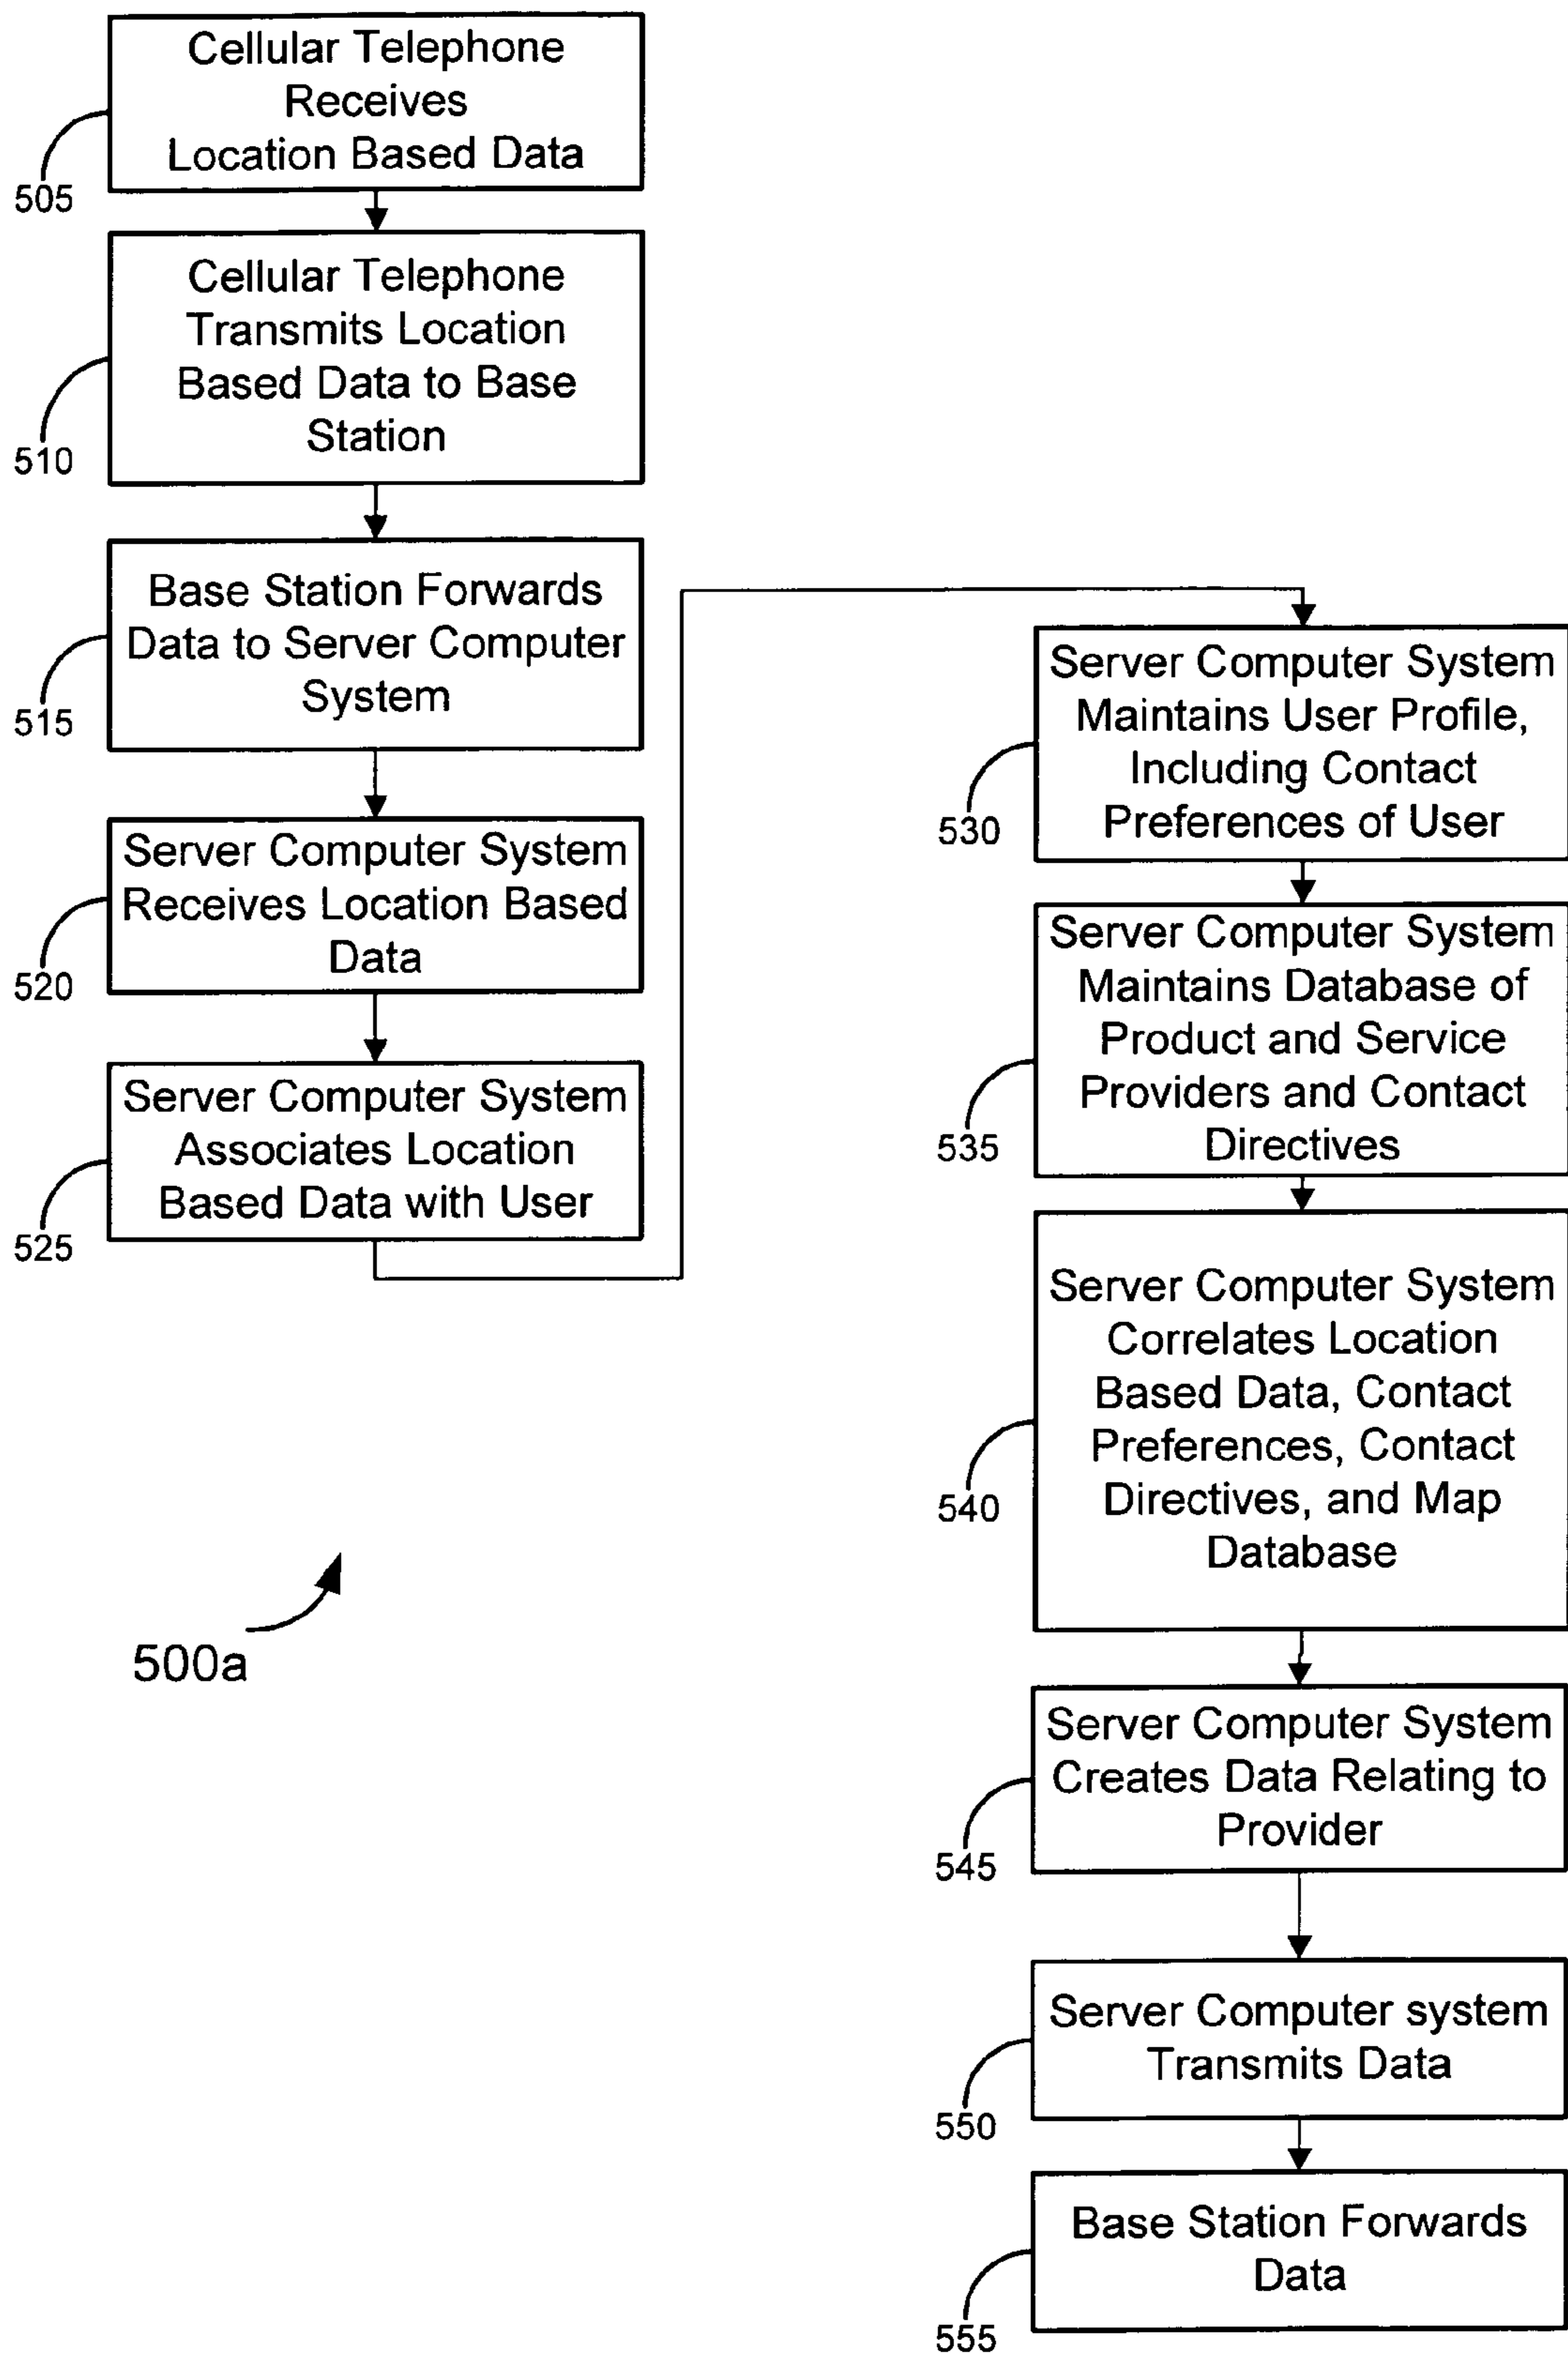 Cellular Telephone
Receives
Location Based Data
505
Cellular Telephone
Transmits Location
Based Data to Base
Station
510
Base Station Forwards
Data to Server Computer
System
515
Server Computer System
Receives Location Based
Data
520
Server Computer System
Associates Location
Based Data with User
525
Server Computer System
Maintains User Profile,
Including Contact
Preferences of User
530
Server Computer System
Maintains Database of
Product and Service
Providers and Contact
Directives
535
Server Computer System
Correlates Location
Based Data, Contact
Preferences, Contact
Directives, and Map
Database
540
Server Computer System
Creates Data Relating to
Provider
545
Server Computer system
Transmits Data
550
Base Station Forwards
Data
555
500a